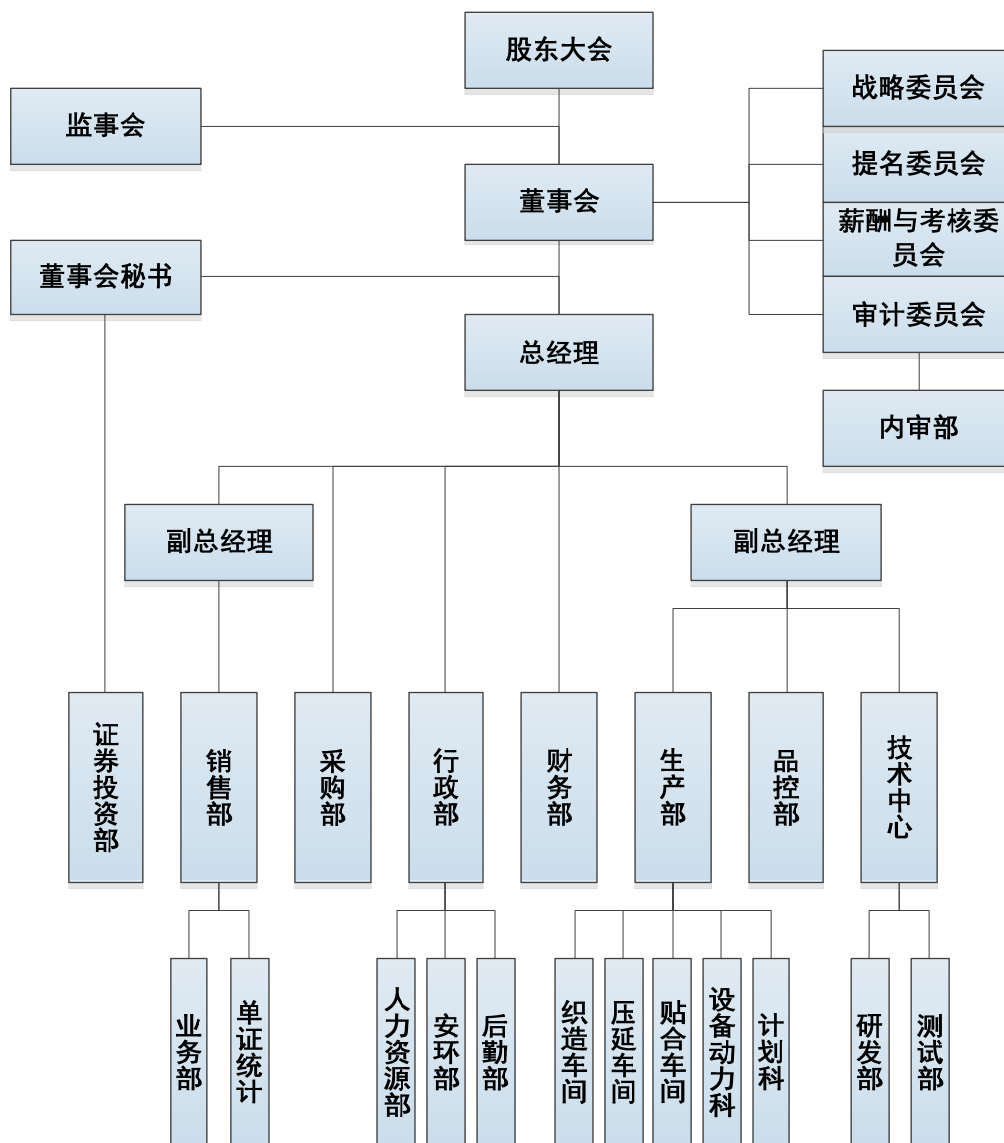 股东大会
战略委员会
监事会
提名委员会
董事会
薪酬与考核委
员会
董事会秘书
审计委员会
总经理
内审部
副总经理
副总经理
证券投资部
销售部
采购部
行政部
财务部
生产部
品控部
技术中心
业务部
单证统计
人力资源部
安环部
后勤部
织造车间
压延车间
贴合车间
设备动力科
计划科
研发部
测试部